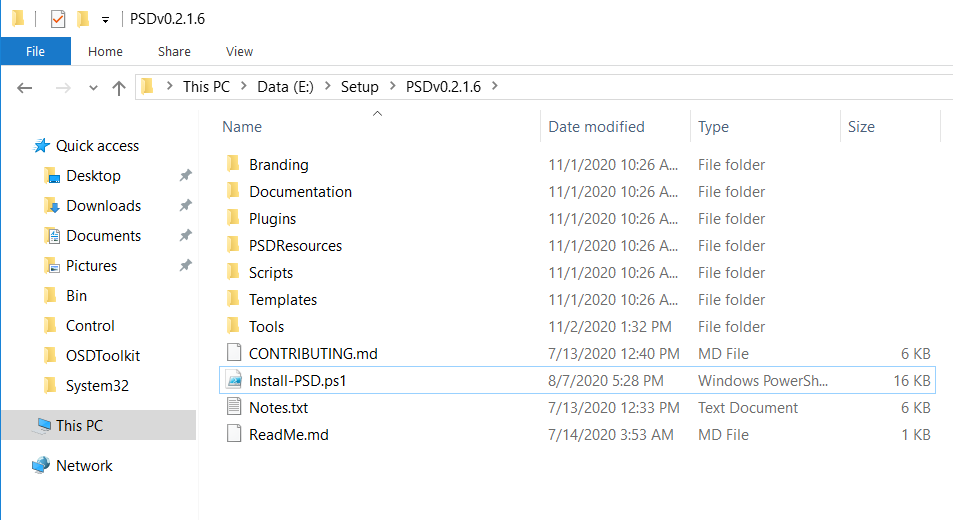 PSDv0.2.1.6
File Home Share View
This PC Data (E:) Setup PSDv0.2.1.6
Name Date modified Type Size
Quick access
Desktop
Downloads
Documents
Pictures
Bin
Control
OSDToolkit
System32
This PC
Network
Branding 11/1/2020 10:26 A... File folder
Documentation 11/1/2020 10:26 A... File folder
Plugins 11/1/2020 10:26 A... File folder
PSDResources 11/1/2020 10:26 A... File folder
Scripts 11/1/2020 10:26 A... File folder
Templates 11/1/2020 10:26 A... File folder
Tools 11/2/2020 1:32 PM File folder
CONTRIBUTING.md 7/13/2020 12:40 PM MD File 6 KB
Install-PSD.ps1 8/7/2020 5:28 PM Windows PowerSh... 16 KB
Notes.txt 7/13/2020 12:33 PM Text Document 6 KB
ReadMe.md 7/14/2020 3:53 AM MD File 1 KB